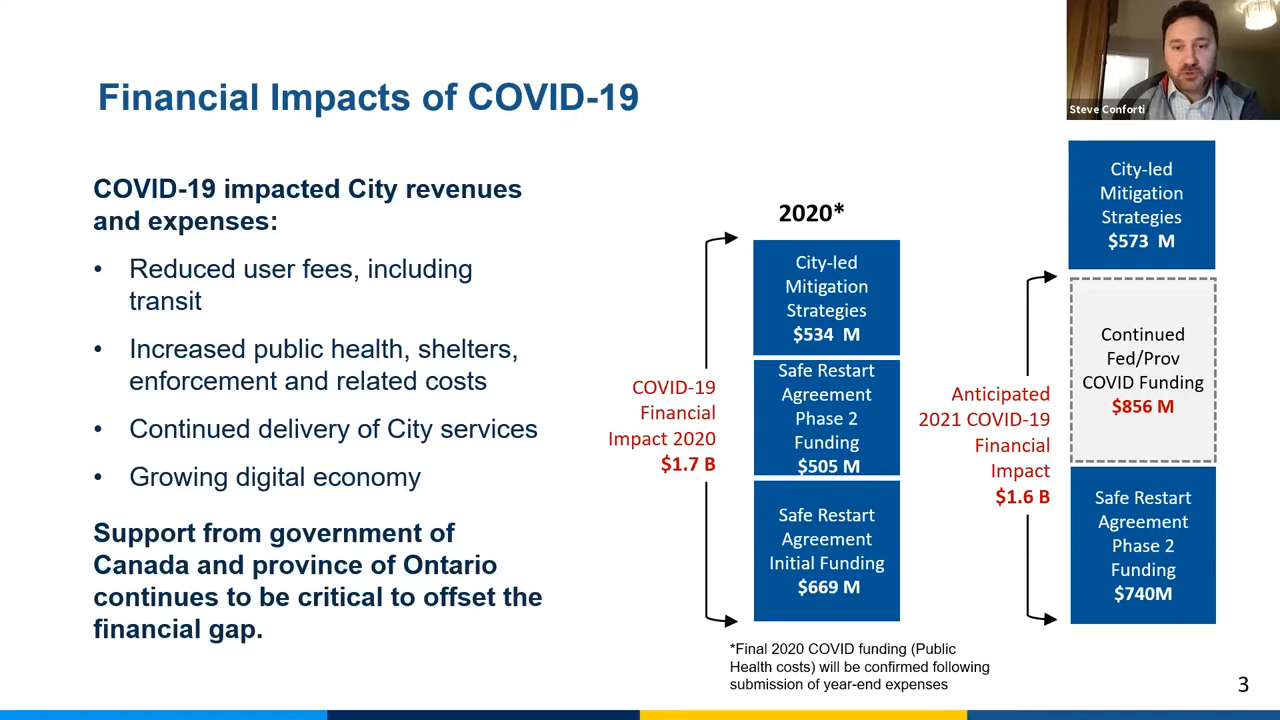 Financial Impacts of COVID-19
Steve Conforti
COVID-19 impacted City revenues
and expenses:
• Reduced user fees, including
transit
• Increased public health, shelters,
enforcement and related costs
• Continued delivery of City services
• Growing digital economy
Support from government of
Canada and province of Ontario
continues to be critical to offset the
financial gap.
COVID-19
Financial
Impact 2020
$1.7 B
2020*
City-led
Mitigation
Strategies
$534 M
Safe Restart
Agreement
Phase 2
Funding
$505 M
Safe Restart
Agreement
Initial Funding
$669 M
*Final 2020 COVID funding (Public
Health costs) will be confirmed following
submission of year-end expenses
Anticipated
2021 COVID-19
Financial
Impact
$1.6 B
City-led
Mitigation
Strategies
$573 M
Continued
Fed/Prov
COVID Funding
$856 M
Safe Restart
Agreement
Phase 2
Funding
$740M
3